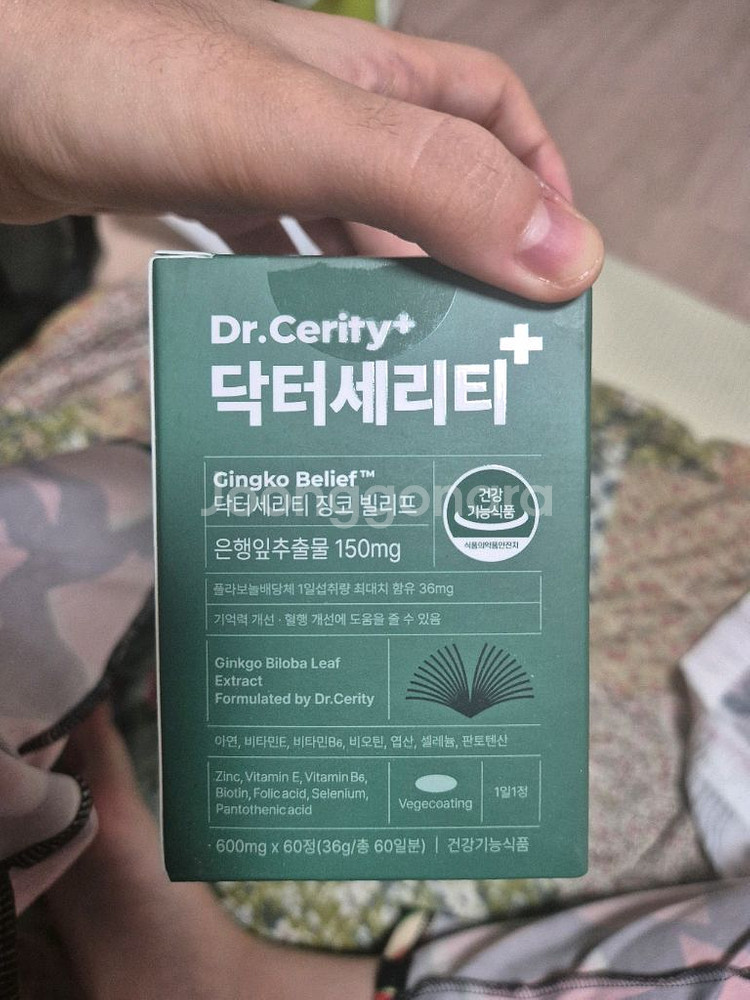 Dr.Cerity+
닥터세리티+
Gingko Belief™
닥터세리티 징코 빌리프
Joonggonara
건강
기능식품
식품의약품안전처
은행잎추출물 150mg
플라보놀배당체 1일섭취량 최대치 함유 36mg
기억력 개선 · 혈행 개선에 도움을 줄 수 있음
Ginkgo Biloba Leaf
Extract
Formulated by Dr.Cerity
아연, 비타민E, 비타민B6, 비오틴, 엽산, 셀레늄, 판토텐산
Zinc, Vitamin E, Vitamin B6,
Biotin, Folic acid, Selenium,
Pantothenic acid
Vegecoating
1일1정
· 600mg x 60정(36g/총 60일분) | 건강기능식품